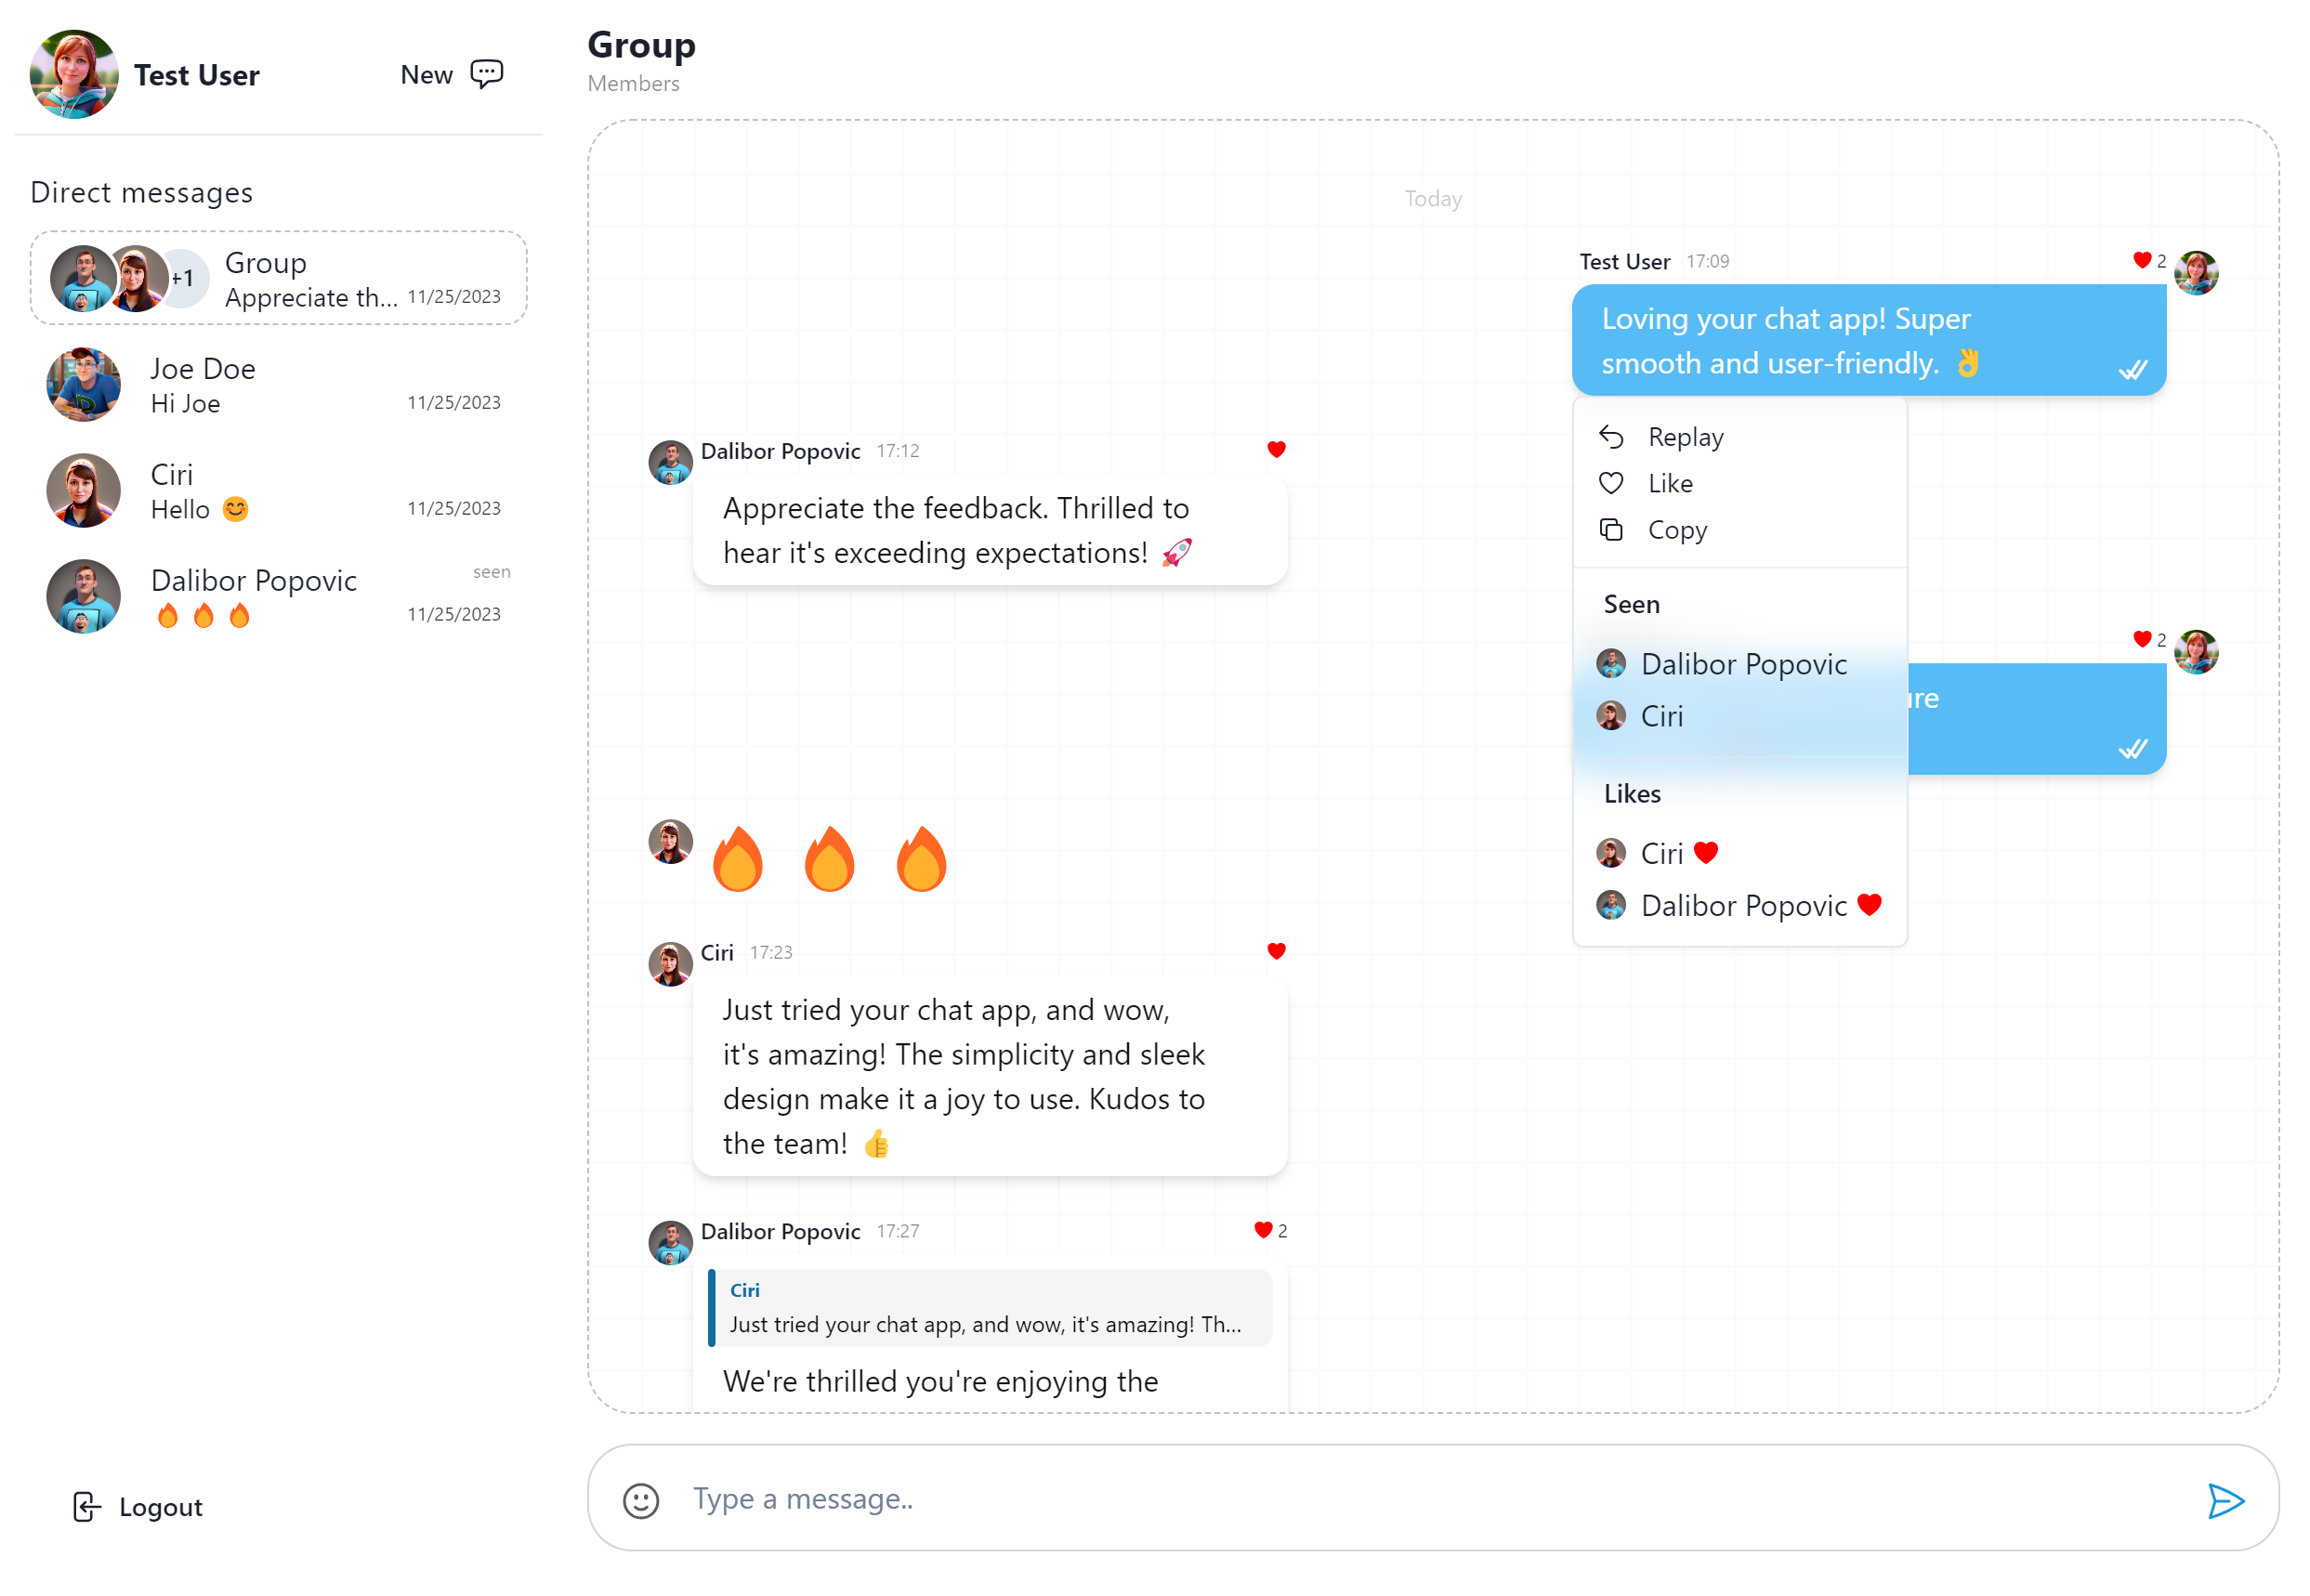 Test User
New
Direct messages
+1
Group
Appreciate th...
11/25/2023
Joe Doe
Hi Joe
11/25/2023
Ciri
Hello 😊
11/25/2023
Dalibor Popovic
seen
🔥 🔥 🔥
11/25/2023
Logout
Group
Members
Today
Test User 17:09
2
Loving your chat app! Super
smooth and user-friendly. 👌
Replay
Like
Copy
Seen
Dalibor Popovic
Ciri
Likes
Ciri ❤️
Dalibor Popovic ❤️
Dalibor Popovic 17:12
Appreciate the feedback. Thrilled to
hear it's exceeding expectations! 🚀
2
🔥 🔥 🔥
Ciri 17:23
Just tried your chat app, and wow,
it's amazing! The simplicity and sleek
design make it a joy to use. Kudos to
the team! 👍
Dalibor Popovic 17:27
2
Ciri
Just tried your chat app, and wow, it's amazing! Th...
We're thrilled you're enjoying the
Type a message..